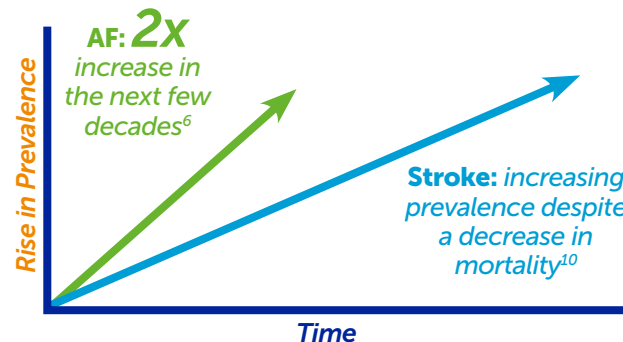 AF: 2x
increase in
the next few
decades⁶
Rise in Prevalence
Stroke: increasing
prevalence despite
a decrease in
mortality¹⁰
Time